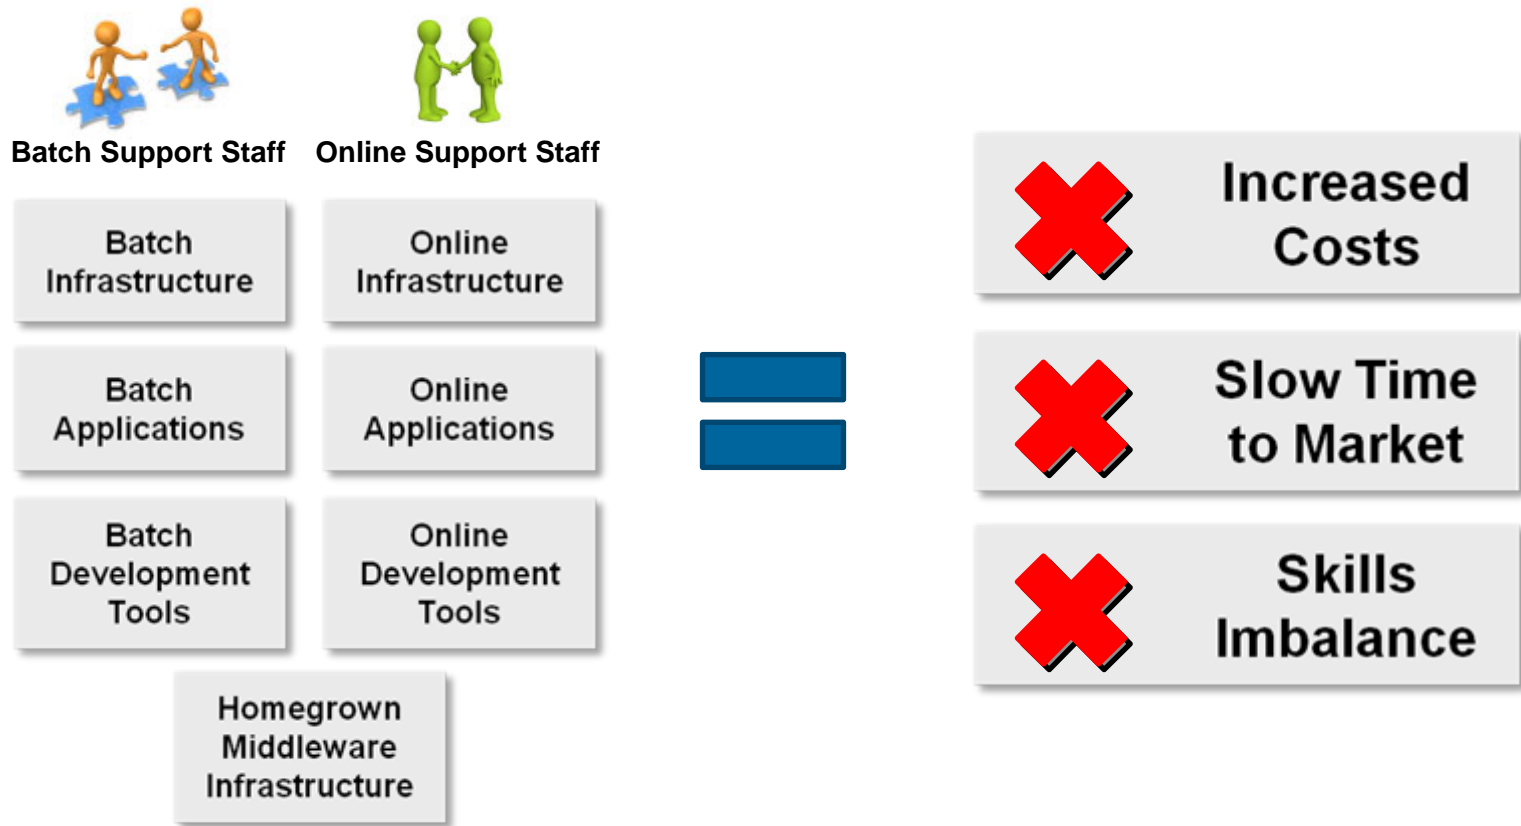 Batch Support Staff
Online Support Staff
Batch
Infrastructure
Online
Infrastructure
Batch
Applications
Online
Applications
Batch
Development
Tools
Online
Development
Tools
Homegrown
Middleware
Infrastructure
Increased
Costs
Slow Time
to Market
Skills
Imbalance